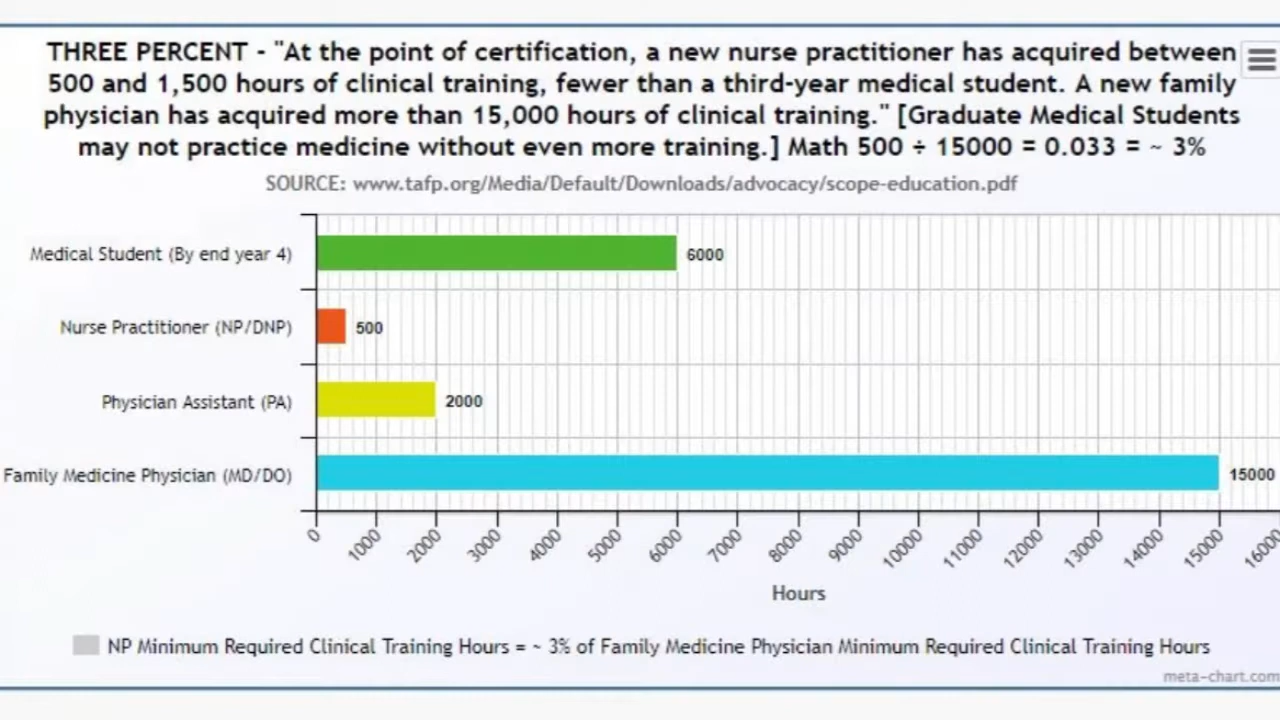 THREE PERCENT - "At the point of certification, a new nurse practitioner has acquired between
500 and 1,500 hours of clinical training, fewer than a third-year medical student. A new family
physician has acquired more than 15,000 hours of clinical training." [Graduate Medical Students
may not practice medicine without even more training.] Math 500 ÷ 15000 = 0.033 = ~ 3%
SOURCE: www.tafp.org/Media/Default/Downloads/advocacy/scope-education.pdf
Medical Student (By end year 4)
6000
Nurse Practitioner (NP/DNP)
500
Physician Assistant (PA)
2000
Family Medicine Physician (MD/DO)
15000
0 1000 2000 3000 4000 5000 6000 7000 8000 9000 10000 11000 12000 13000 14000 15000 16000
Hours
NP Minimum Required Clinical Training Hours = ~ 3% of Family Medicine Physician Minimum Required Clinical Training Hours
meta-chart.com